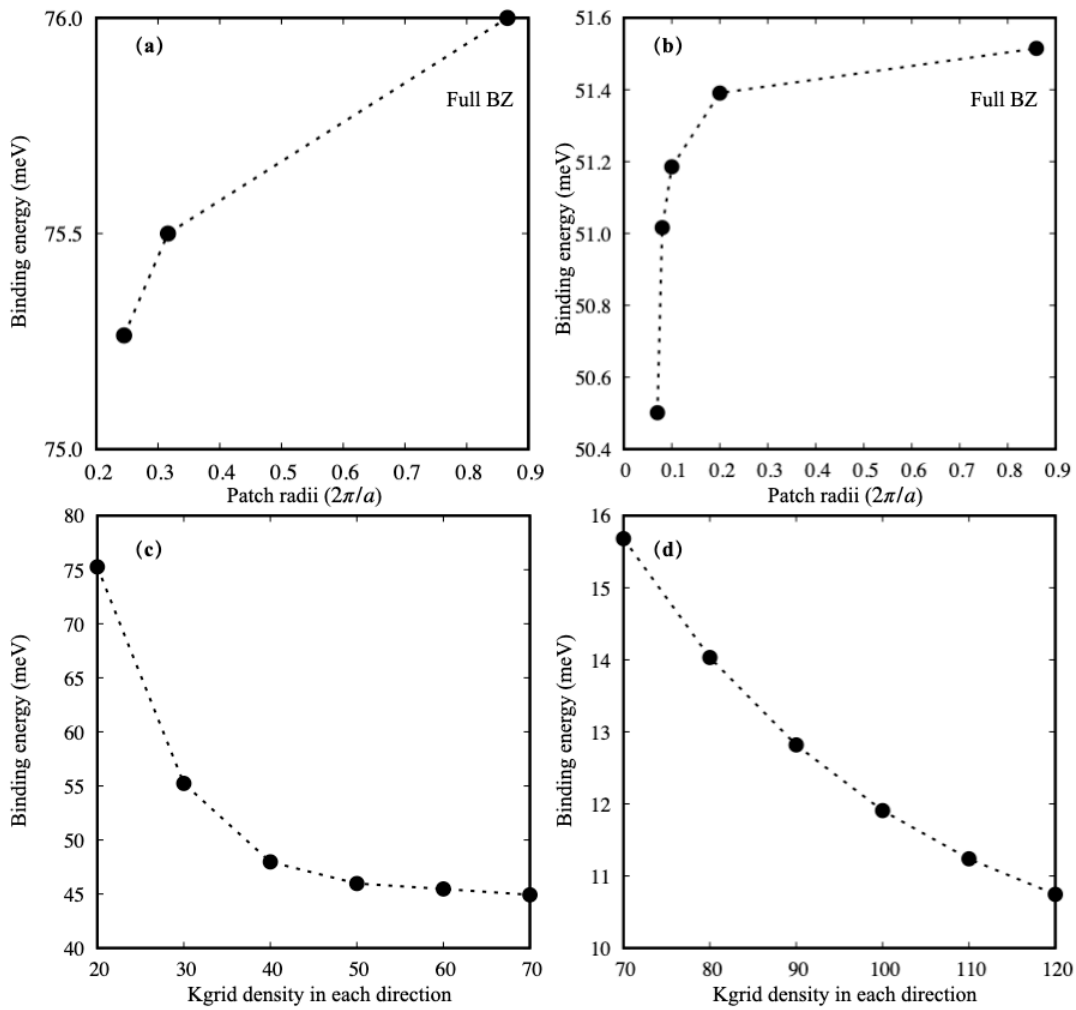 (a)
76.0
75.5
75.0
Binding energy (meV)
Full BZ
0.2 0.3 0.4 0.5 0.6 0.7 0.8 0.9
Patch radii (2π/a)
(b)
51.6
51.4
51.2
51.0
50.8
50.6
50.4
Binding energy (meV)
Full BZ
0 0.1 0.2 0.3 0.4 0.5 0.6 0.7 0.8 0.9
Patch radii (2π/a)
(c)
80
75
70
65
60
55
50
45
40
Binding energy (meV)
20 30 40 50 60 70
Kgrid density in each direction
(d)
16
15
14
13
12
11
10
Binding energy (meV)
70 80 90 100 110 120
Kgrid density in each direction